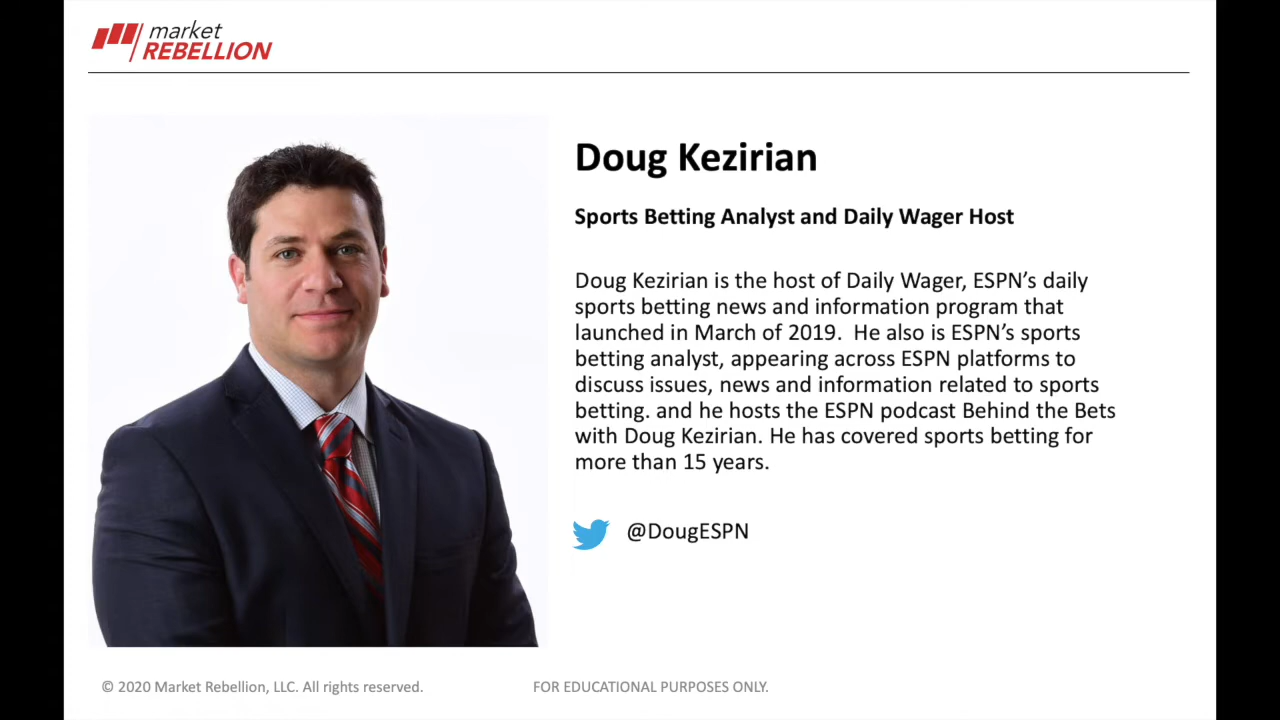 market
REBELLION
Doug Kezirian
Sports Betting Analyst and Daily Wager Host
Doug Kezirian is the host of Daily Wager, ESPN’s daily
sports betting news and information program that
launched in March of 2019.  He also is ESPN’s sports
betting analyst, appearing across ESPN platforms to
discuss issues, news and information related to sports
betting. and he hosts the ESPN podcast Behind the Bets
with Doug Kezirian. He has covered sports betting for
more than 15 years.
@DougESPN
© 2020 Market Rebellion, LLC. All rights reserved.
FOR EDUCATIONAL PURPOSES ONLY.